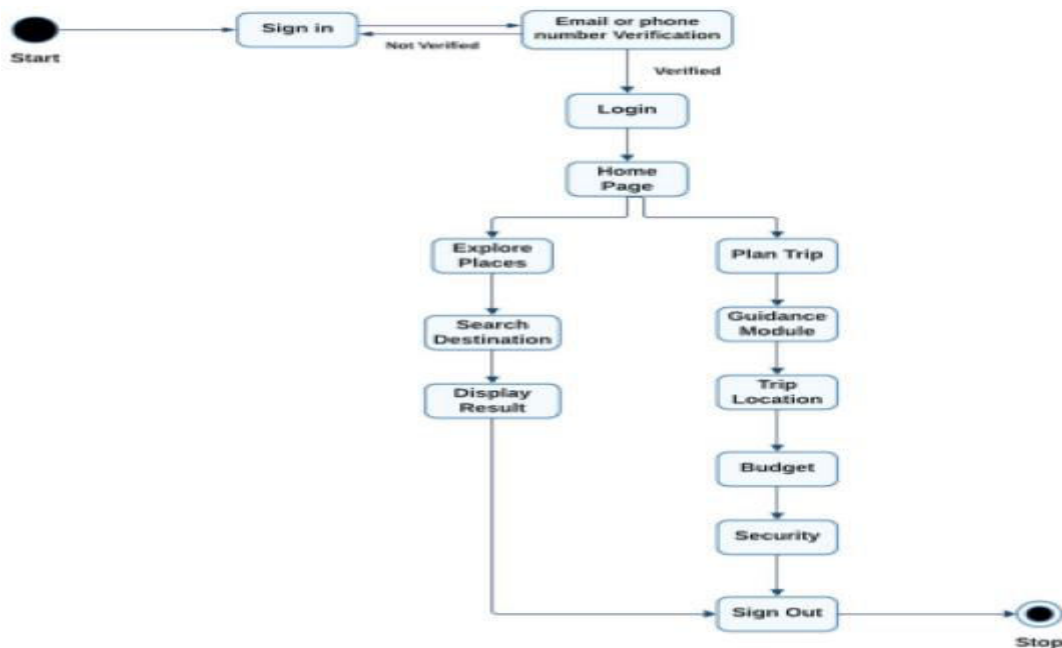 Start
Sign in
Not Verified
Email or phone
number Verification
Verified
Login
Home
Page
Explore
Places
Search
Destination
Display
Result
Plan Trip
Guidance
Module
Trip
Location
Budget
Security
Sign Out
Stop